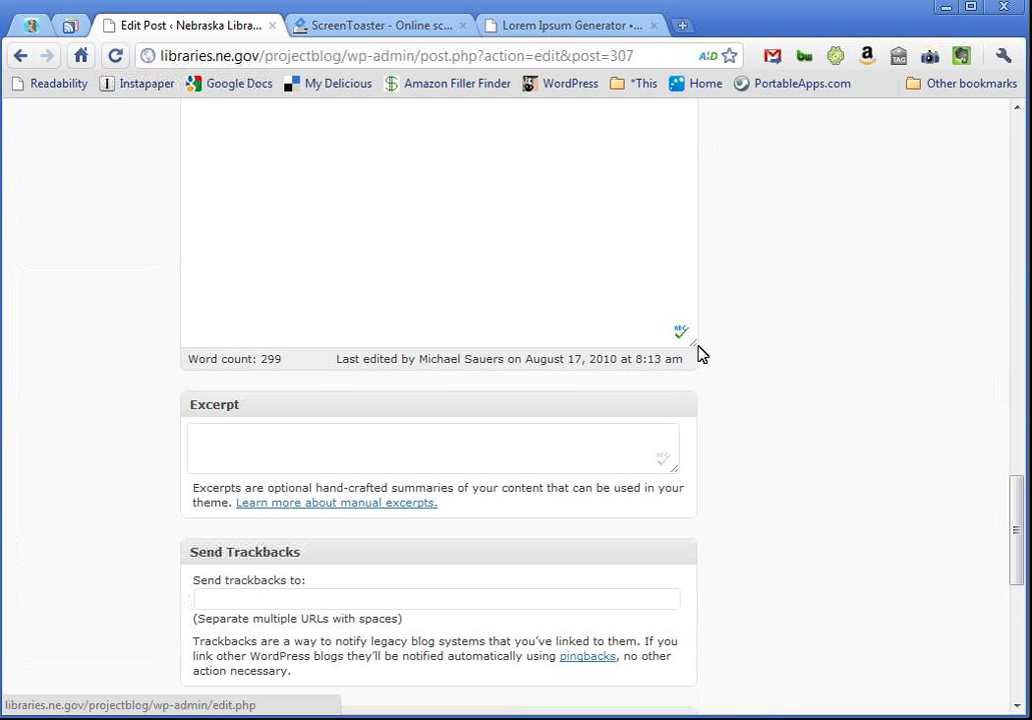 Edit Post ‹ Nebraska Libra...
ScreenToaster - Online sc...
Lorem Ipsum Generator •...
libraries.ne.gov/projectblog/wp-admin/post.php?action=edit&post=307
Readability
Instapaper
Google Docs
My Delicious
Amazon Filler Finder
WordPress
*This
Home
PortableApps.com
Other bookmarks
ABC
Word count: 299
Last edited by Michael Sauers on August 17, 2010 at 8:13 am
Excerpt
ABC
Excerpts are optional hand-crafted summaries of your content that can be used in your
theme. Learn more about manual excerpts.
Send Trackbacks
Send trackbacks to:
(Separate multiple URLs with spaces)
Trackbacks are a way to notify legacy blog systems that you've linked to them. If you
link other WordPress blogs they'll be notified automatically using pingbacks, no other
action necessary.
libraries.ne.gov/projectblog/wp-admin/edit.php